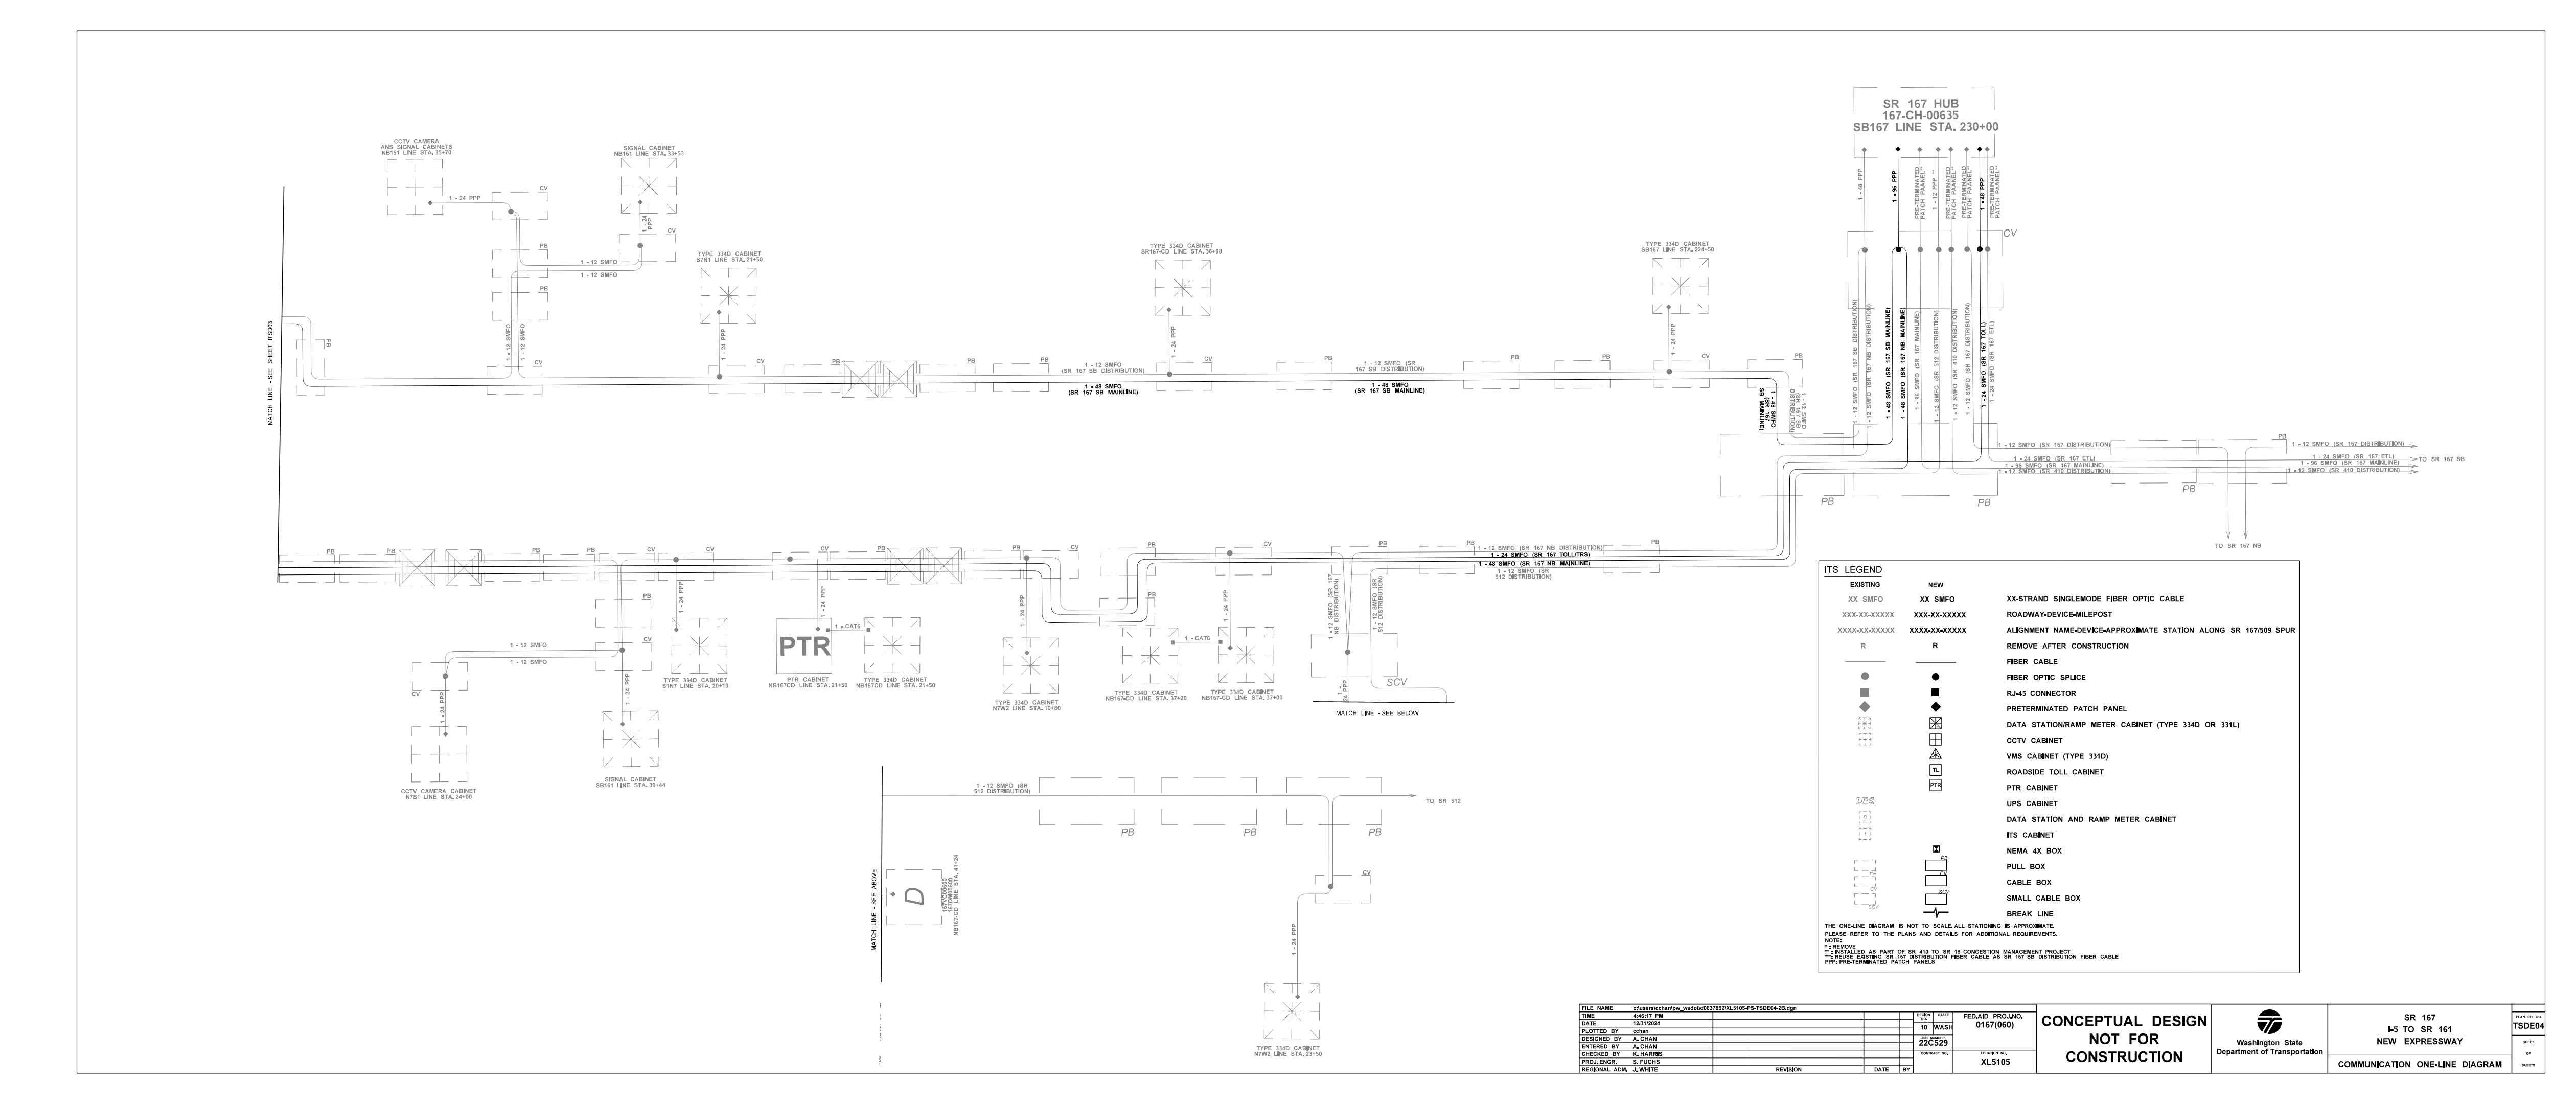 SR 167 HUB
167-CH-00635
SB167 LINE STA. 230+00
CCTV CAMERA
ANS SIGNAL CABINETS
NB161 LINE STA. 35+70
1 - 24 PPP
CV
PB
PB
SIGNAL CABINET
NB161 LINE STA. 33+53
1 - 24
PPP
CV
1 - 12 SMFO
1 - 12 SMFO
1 - 12 SMFO
1 - 12 SMFO
CV
TYPE 334D CABINET
S7N1 LINE STA. 21+50
1 - 24 PPP
CV
TYPE 334D CABINET
SR167-CD LINE STA. 36+98
1 - 24 PPP
CV
TYPE 334D CABINET
SB167 LINE STA. 224+50
1 - 24 PPP
CV
MATCH LINE - SEE SHEET ITSD03
PB
PB
PB
PB
1 - 12 SMFO
(SR 167 SB DISTRIBUTION)
1 - 48 SMFO
(SR 167 SB MAINLINE)
PB
1 - 12 SMFO (SR
167 SB DISTRIBUTION)
1 - 48 SMFO
(SR 167 SB MAINLINE)
PB
PB
PB
1 - 48 SMFO
(SR 167
SB MAINLINE)
1 - 12 SMFO
(SR 167 SB
DISTRIBUTION)
1 - 48 PPP
1 - 96 PPP
PRE-TERMINATED
PATCH PAANEL**
1 - 12 PPP **
PRE-TERMINATED
PATCH PAANEL**
PRE-TERMINATED
PATCH PAANEL**
1 - 48 PPP
PRE-TERMINATED
PATCH PAANEL**
CV
1 - 12 SMFO (SR 167 SB DISTRIBUTION)
1 - 12 SMFO (SR 167 NB DISTRIBUTION)
1 - 48 SMFO (SR 167 SB MAINLINE)
1 - 48 SMFO (SR 167 NB MAINLINE)
1 - 96 SMFO (SR 167 MAINLINE)
1 - 12 SMFO (SR 512 DISTRIBUTION)
1 - 12 SMFO (SR 410 DISTRIBUTION)
1 - 12 SMFO (SR 167 DISTRIBUTION)
1 - 24 SMFO (SR 167 TOLL)
1 - 24 SMFO (SR 167 ETL)
PB
PB
1 - 12 SMFO (SR 167 DISTRIBUTION)
1 - 24 SMFO (SR 167 ETL)
1 - 96 SMFO (SR 167 MAINLINE)
1 - 12 SMFO (SR 410 DISTRIBUTION)
PB
PB
1 - 12 SMFO (SR 167 DISTRIBUTION)
1 - 24 SMFO (SR 167 ETL)
1 - 96 SMFO (SR 167 MAINLINE)
1 - 12 SMFO (SR 410 DISTRIBUTION)
TO SR 167 SB
TO SR 167 NB
PB
PB
PB
PB
CV
CV
CV
PB
PB
CV
PB
CV
PB
PB
PB
1 - 12 SMFO (SR 167 NB DISTRIBUTION)
1 - 24 SMFO (SR 167 TOLL/TRS)
1 - 48 SMFO (SR 167 NB MAINLINE)
1 - 12 SMFO (SR
512 DISTRIBUTION)
PB
PB
CV
1 - 12 SMFO
1 - 12 SMFO
CV
1 - 24 PPP
CCTV CAMERA CABINET
N7S1 LINE STA. 24+00
1 - 24 PPP
SIGNAL CABINET
SB161 LINE STA. 39+44
1 - 24 PPP
TYPE 334D CABINET
S1N7 LINE STA. 20+10
1 - 24 PPP
PTR
1 - CAT6
PTR CABINET
NB167CD LINE STA. 21+50
TYPE 334D CABINET
NB167CD LINE STA. 21+50
1 - 24 PPP
TYPE 334D CABINET
N7W2 LINE STA. 10+80
PB
1 - CAT6
TYPE 334D CABINET
NB167-CD LINE STA. 37+00
1 - 24 PPP
TYPE 334D CABINET
NB167-CD LINE STA. 37+00
1 - 12 SMFO (SR 167
NB DISTRIBUTION)
1 - 12 SMFO (SR
512 DISTRIBUTION)
SCV
1 -
24 PPP
MATCH LINE - SEE BELOW
MATCH LINE - SEE ABOVE
1 - 12 SMFO (SR
512 DISTRIBUTION)
PB
PB
PB
TO SR 512
D
NB167-CD LINE STA. 41+24
CV
1 - 24 PPP
TYPE 334D CABINET
N7W2 LINE STA. 23+50
ITS LEGEND
EXISTING NEW
XX SMFO XX SMFO XX-STRAND SINGLEMODE FIBER OPTIC CABLE
XXX-XX-XXXXX XXX-XX-XXXXX ROADWAY-DEVICE-MILEPOST
XXXX-XX-XXXXX XXXX-XX-XXXXX ALIGNMENT NAME-DEVICE-APPROXIMATE STATION ALONG SR 167/509 SPUR
R R REMOVE AFTER CONSTRUCTION
FIBER CABLE
FIBER OPTIC SPLICE
RJ-45 CONNECTOR
PRETERMINATED PATCH PANEL
DATA STATION/RAMP METER CABINET (TYPE 334D OR 331L)
CCTV CABINET
VMS CABINET (TYPE 331D)
TL ROADSIDE TOLL CABINET
PTR PTR CABINET
UPS UPS CABINET
D DATA STATION AND RAMP METER CABINET
I ITS CABINET
NEMA 4X BOX
PB PULL BOX
CV CABLE BOX
SCV SCV SMALL CABLE BOX
BREAK LINE
THE ONE-LINE DIAGRAM IS NOT TO SCALE. ALL STATIONING IS APPROXIMATE.
PLEASE REFER TO THE PLANS AND DETAILS FOR ADDITIONAL REQUIREMENTS.
NOTE:
* : REMOVE
** : INSTALLED AS PART OF SR 410 TO SR 18 CONGESTION MANAGEMENT PROJECT
***: REUSE EXISTING SR 167 DISTRIBUTION FIBER CABLE AS SR 167 SB DISTRIBUTION FIBER CABLE
PPP: PRE-TERMINATED PATCH PANELS
FILE NAME c:\users\cchan\pw_wsdot\d0637892\XL5105-PS-TSDE04-2B.dgn
TIME 4:46:17 PM
DATE 12/31/2024
PLOTTED BY cchan
DESIGNED BY A. CHAN
ENTERED BY A. CHAN
CHECKED BY K. HARRIS
PROJ. ENGR. S. FUCHS
REGIONAL ADM. J. WHITE
REVISION DATE BY
REGION NO. STATE
10 WASH
JOB NUMBER
22C529
CONTRACT NO.
FED.AID PROJ.NO.
0167(060)
LOCATION NO.
XL5105
CONCEPTUAL DESIGN
NOT FOR
CONSTRUCTION
Washington State
Department of Transportation
SR 167
I-5 TO SR 161
NEW EXPRESSWAY
COMMUNICATION ONE-LINE DIAGRAM
PLAN REF NO
TSDE04
SHEET
OF
SHEETS